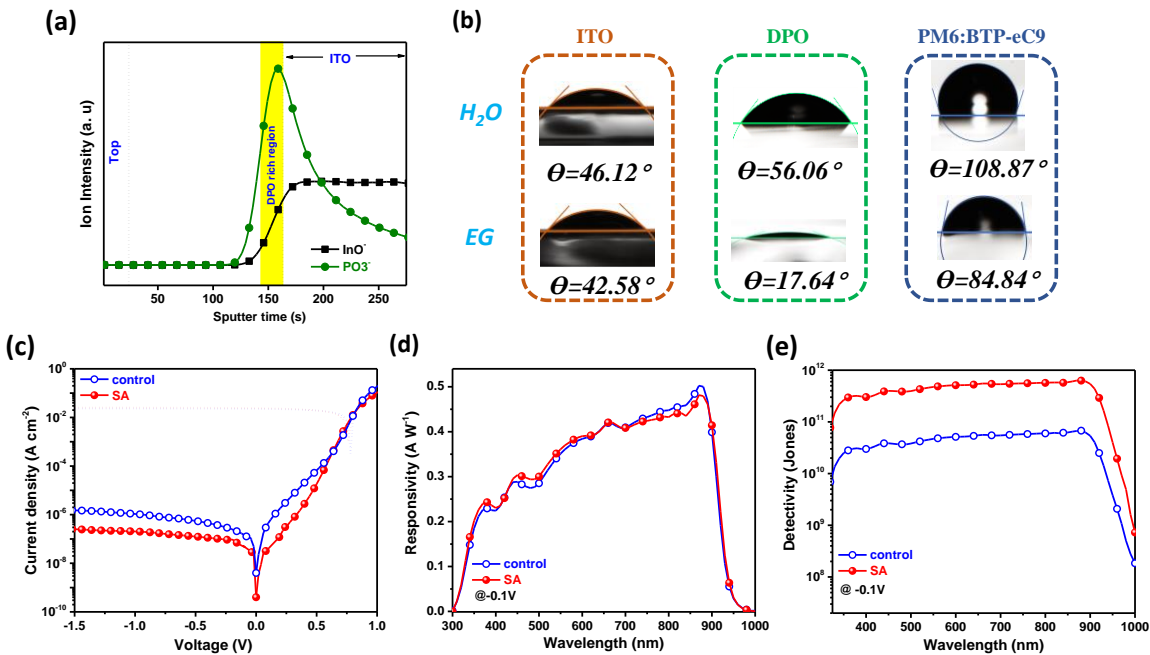 (a)
Ion Intensity (a. u)
Top
DPO rich region
ITO
InO-
PO3-
50 100 150 200 250
Sputter time (s)
(b)
ITO DPO PM6:BTP-eC9
H2O
ϴ=46.12° ϴ=56.06° ϴ=108.87°
EG
ϴ=42.58° ϴ=17.64° ϴ=84.84°
(c)
Current density (A cm-2)
10^0
10^-2
10^-4
10^-6
10^-8
10^-10
control
SA
-1.5 -1.0 -0.5 0.0 0.5 1.0
Voltage (V)
(d)
Responsivity (A W-1)
0.5
0.4
0.3
0.2
0.1
0.0
control
SA
@ -0.1V
300 400 500 600 700 800 900 1000
Wavelength (nm)
(e)
Detectivity (Jones)
10^12
10^11
10^10
10^9
10^8
control
SA
@ -0.1V
400 500 600 700 800 900 1000
Wavelength (nm)